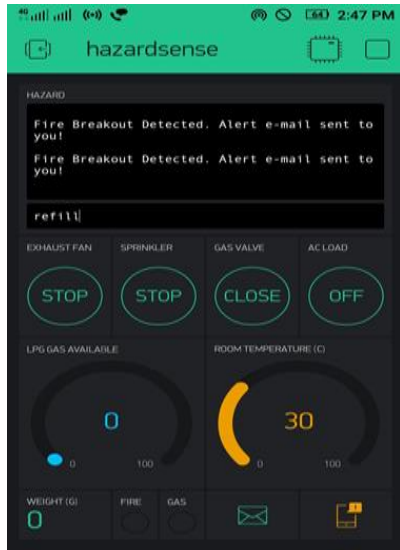 4G 64 2:47 PM
hazardsense
HAZARD
Fire Breakout Detected. Alert e-mail sent to
you!
Fire Breakout Detected. Alert e-mail sent to
you!
refill
EXHAUST FAN SPRINKLER GAS VALVE AC LOAD
STOP STOP CLOSE OFF
LPG GAS AVAILABLE ROOM TEMPERATURE (C)
0 30
0 100 0 100
WEIGHT (G) FIRE GAS
0